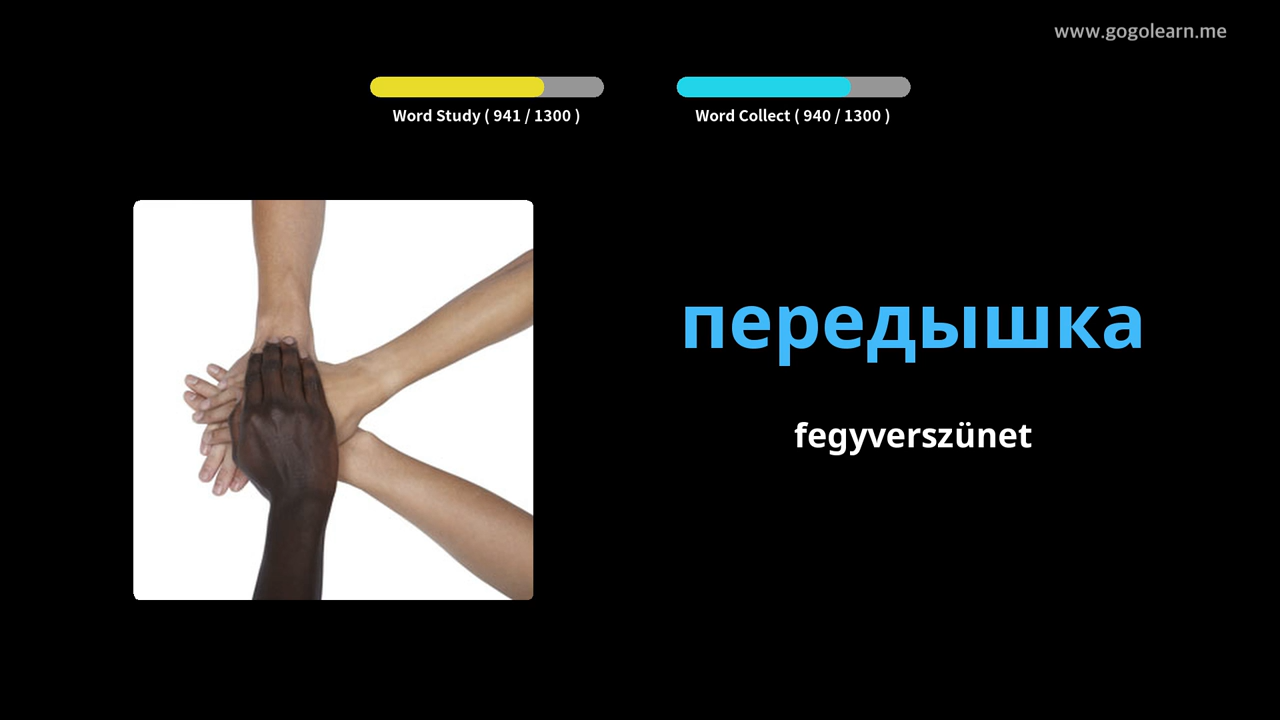 www.gogolearn.me
Word Study ( 941 / 1300 )
Word Collect ( 940 / 1300 )
передышка
fegyverszünet